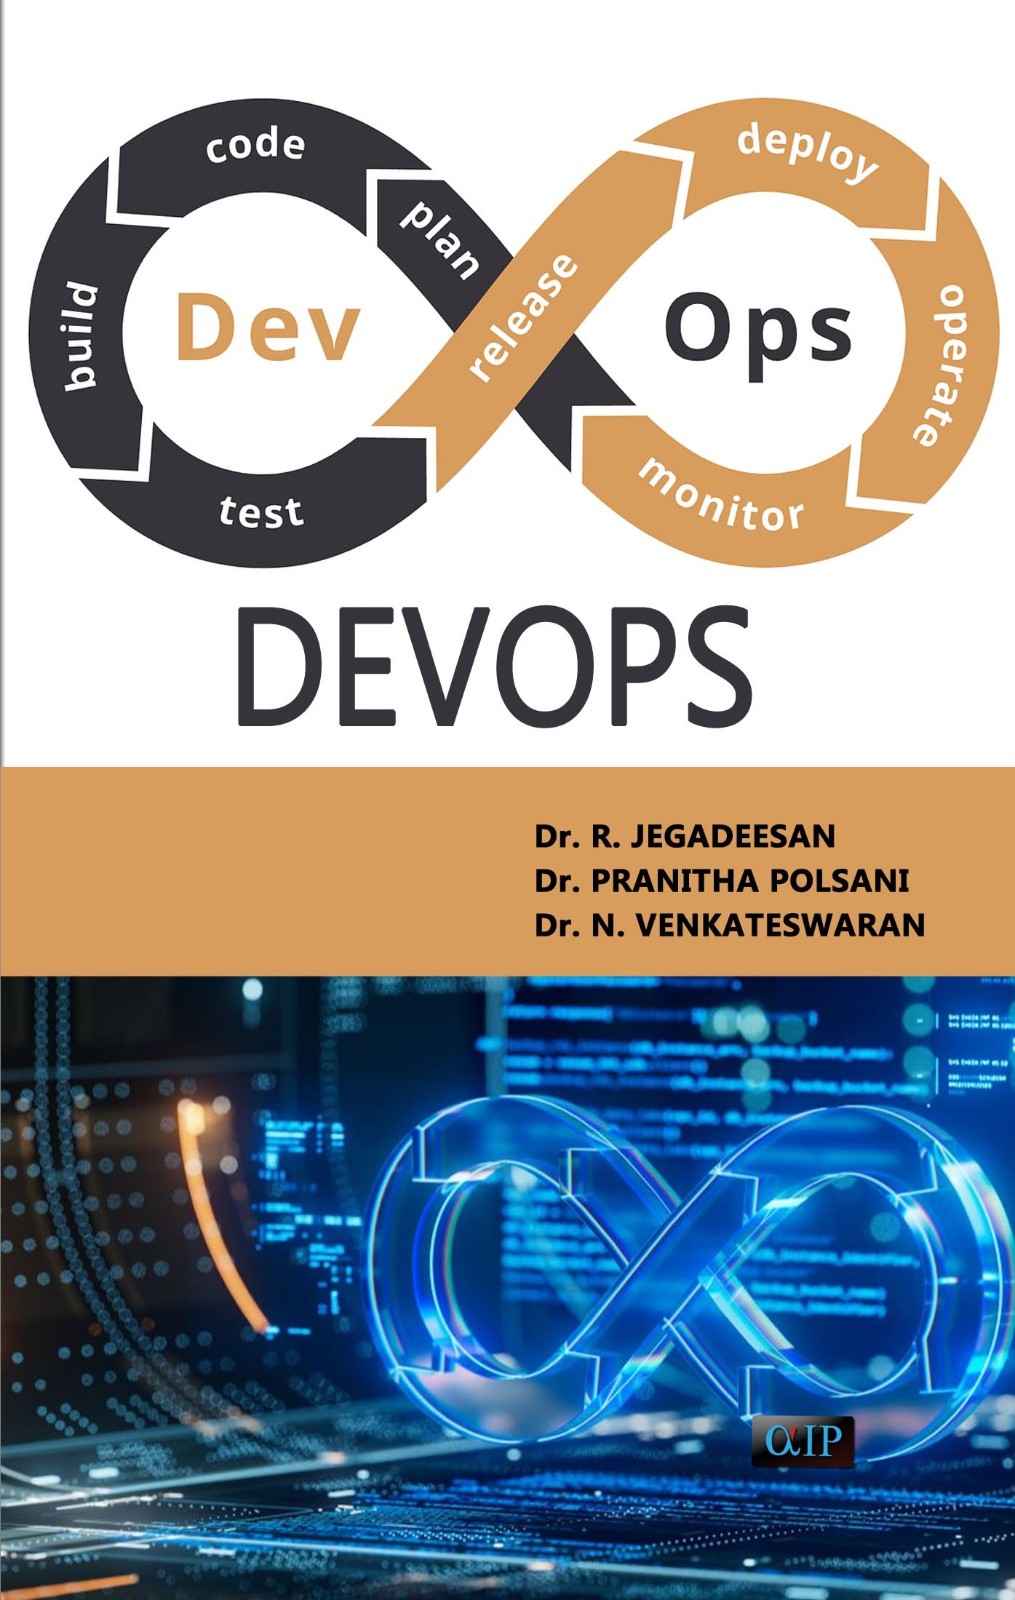 code
plan
build
test
Dev
release
deploy
operate
monitor
Ops
DEVOPS
Dr. R. JEGADEESAN
Dr. PRANITHA POLSANI
Dr. N. VENKATESWARAN
αIP